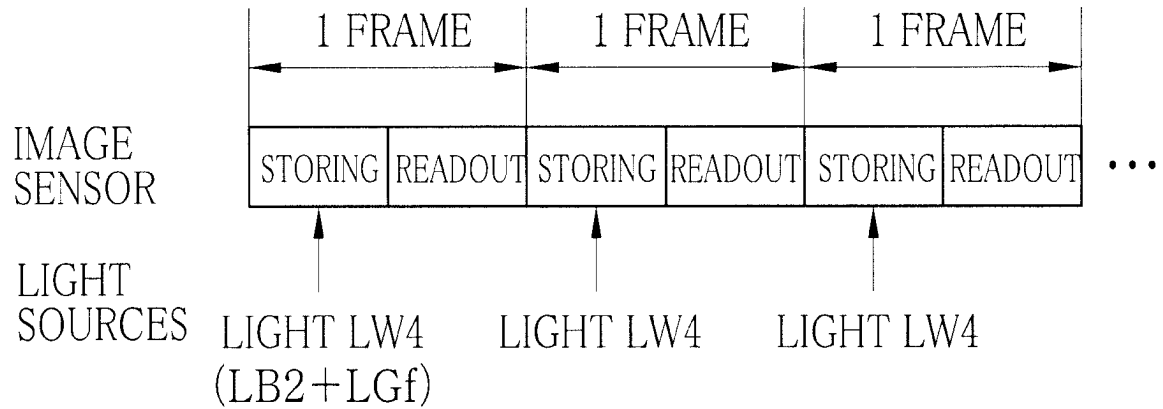 1 FRAME 1 FRAME 1 FRAME
IMAGE
SENSOR
STORING READOUT STORING READOUT STORING READOUT ...
LIGHT
SOURCES
LIGHT LW4 LIGHT LW4 LIGHT LW4
(LB2+LGf)